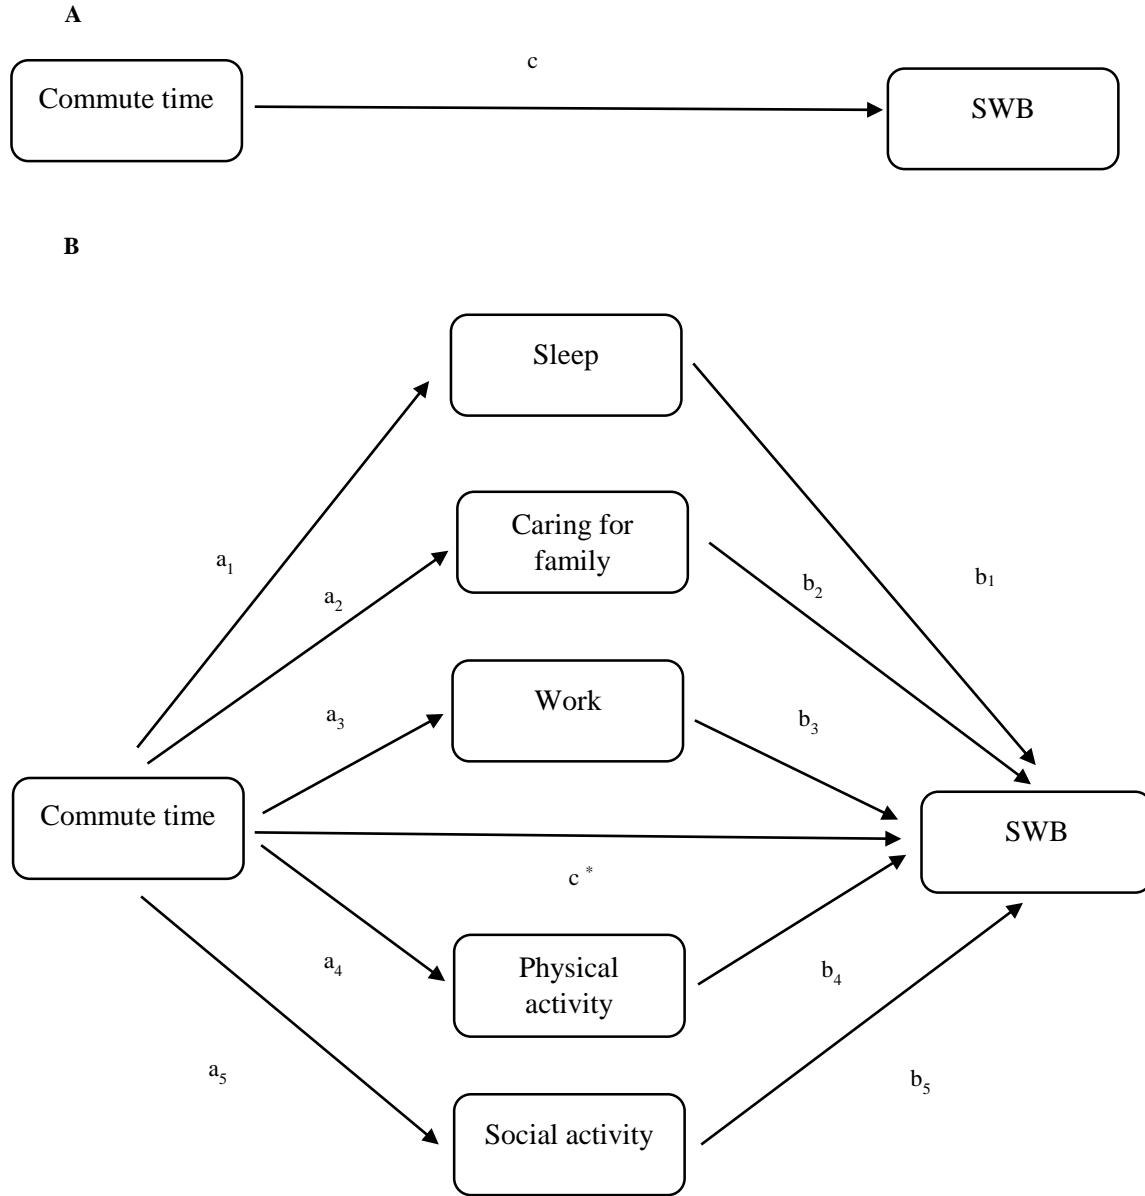 A
c
Commute time
SWB
B
Sleep
Caring for
family
a₁
a₂
b₂
b₁
Work
a₃
b₃
Commute time
SWB
c *
Physical
activity
a₄
b₄
a₅
b₅
Social activity